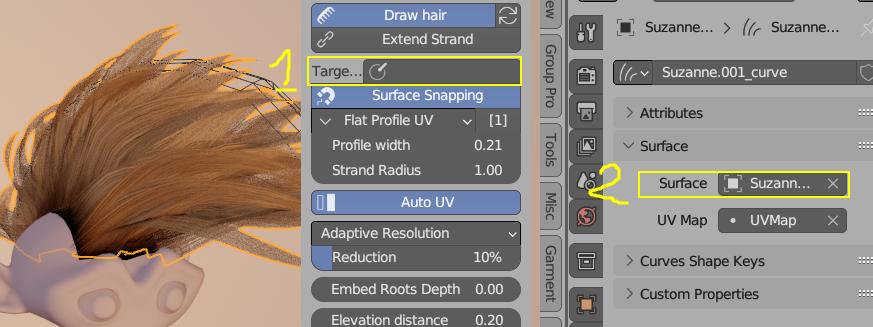 1
Draw hair
Extend Strand
Targe...
Surface Snapping
Flat Profile UV [1]
Profile width 0.21
Strand Radius 1.00
Auto UV
Adaptive Resolution
Reduction 10%
Embed Roots Depth 0.00
Elevation distance 0.20
View
Group Pro
Tools
Misc
Garment
Suzanne... > Suzanne...
Suzanne.001_curve
Attributes
Surface
2
Surface Suzann...
UV Map UVMap
Curves Shape Keys
Custom Properties